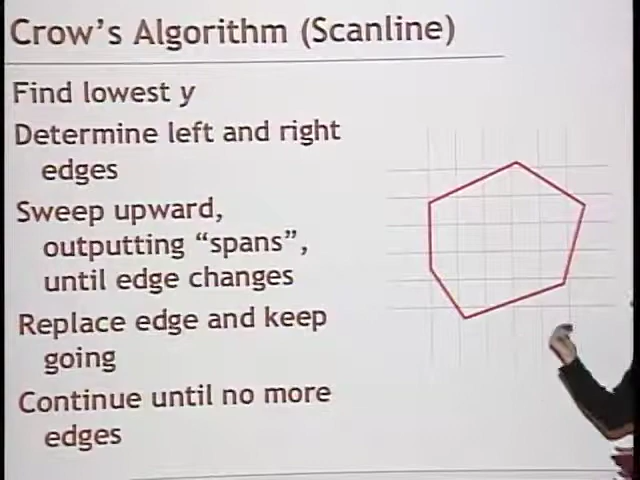 Crow's Algorithm (Scanline)
Find lowest y
Determine left and right
edges
Sweep upward,
outputting “spans”,
until edge changes
Replace edge and keep
going
Continue until no more
edges